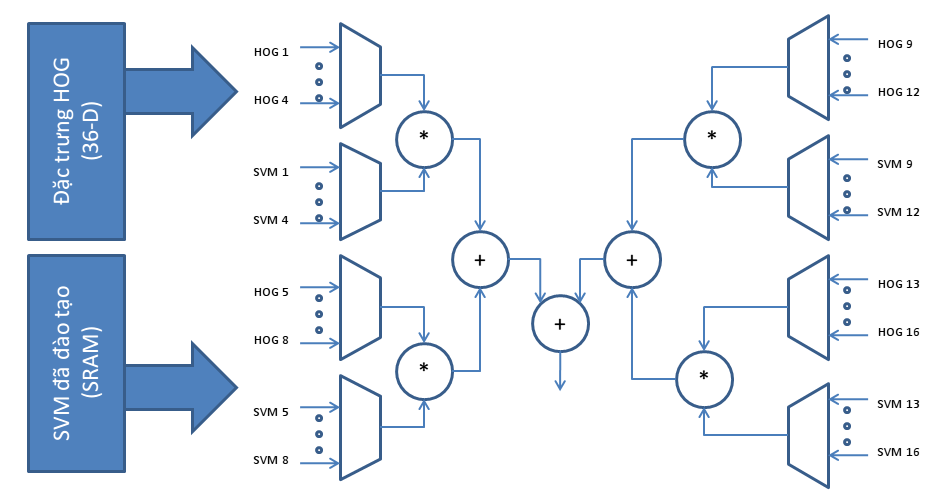 Đặc trưng HOG
(36-D)
SVM đã đào tạo
(SRAM)
HOG 1
HOG 4
*
SVM 1
SVM 4
+
HOG 5
HOG 8
*
SVM 5
SVM 8
+
HOG 9
HOG 12
*
SVM 9
SVM 12
+
HOG 13
HOG 16
*
SVM 13
SVM 16